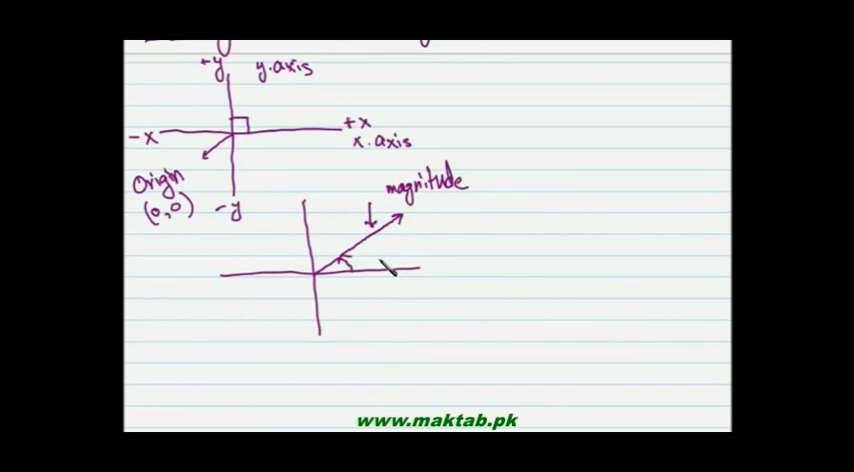 +y y.axis
-x +x
x.axis
Origin
(0,0) -y
magnitude
www.maktab.pk